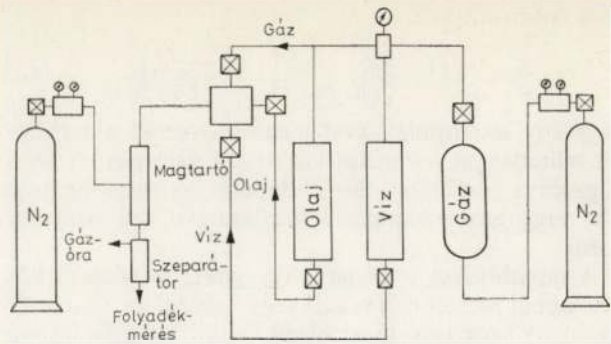 Gáz
Magtartó
Olaj
Olaj
Víz
Gáz
N2
N2
Gáz-
óra
Víz
Szepará-
tor
Folyadék-
mérés